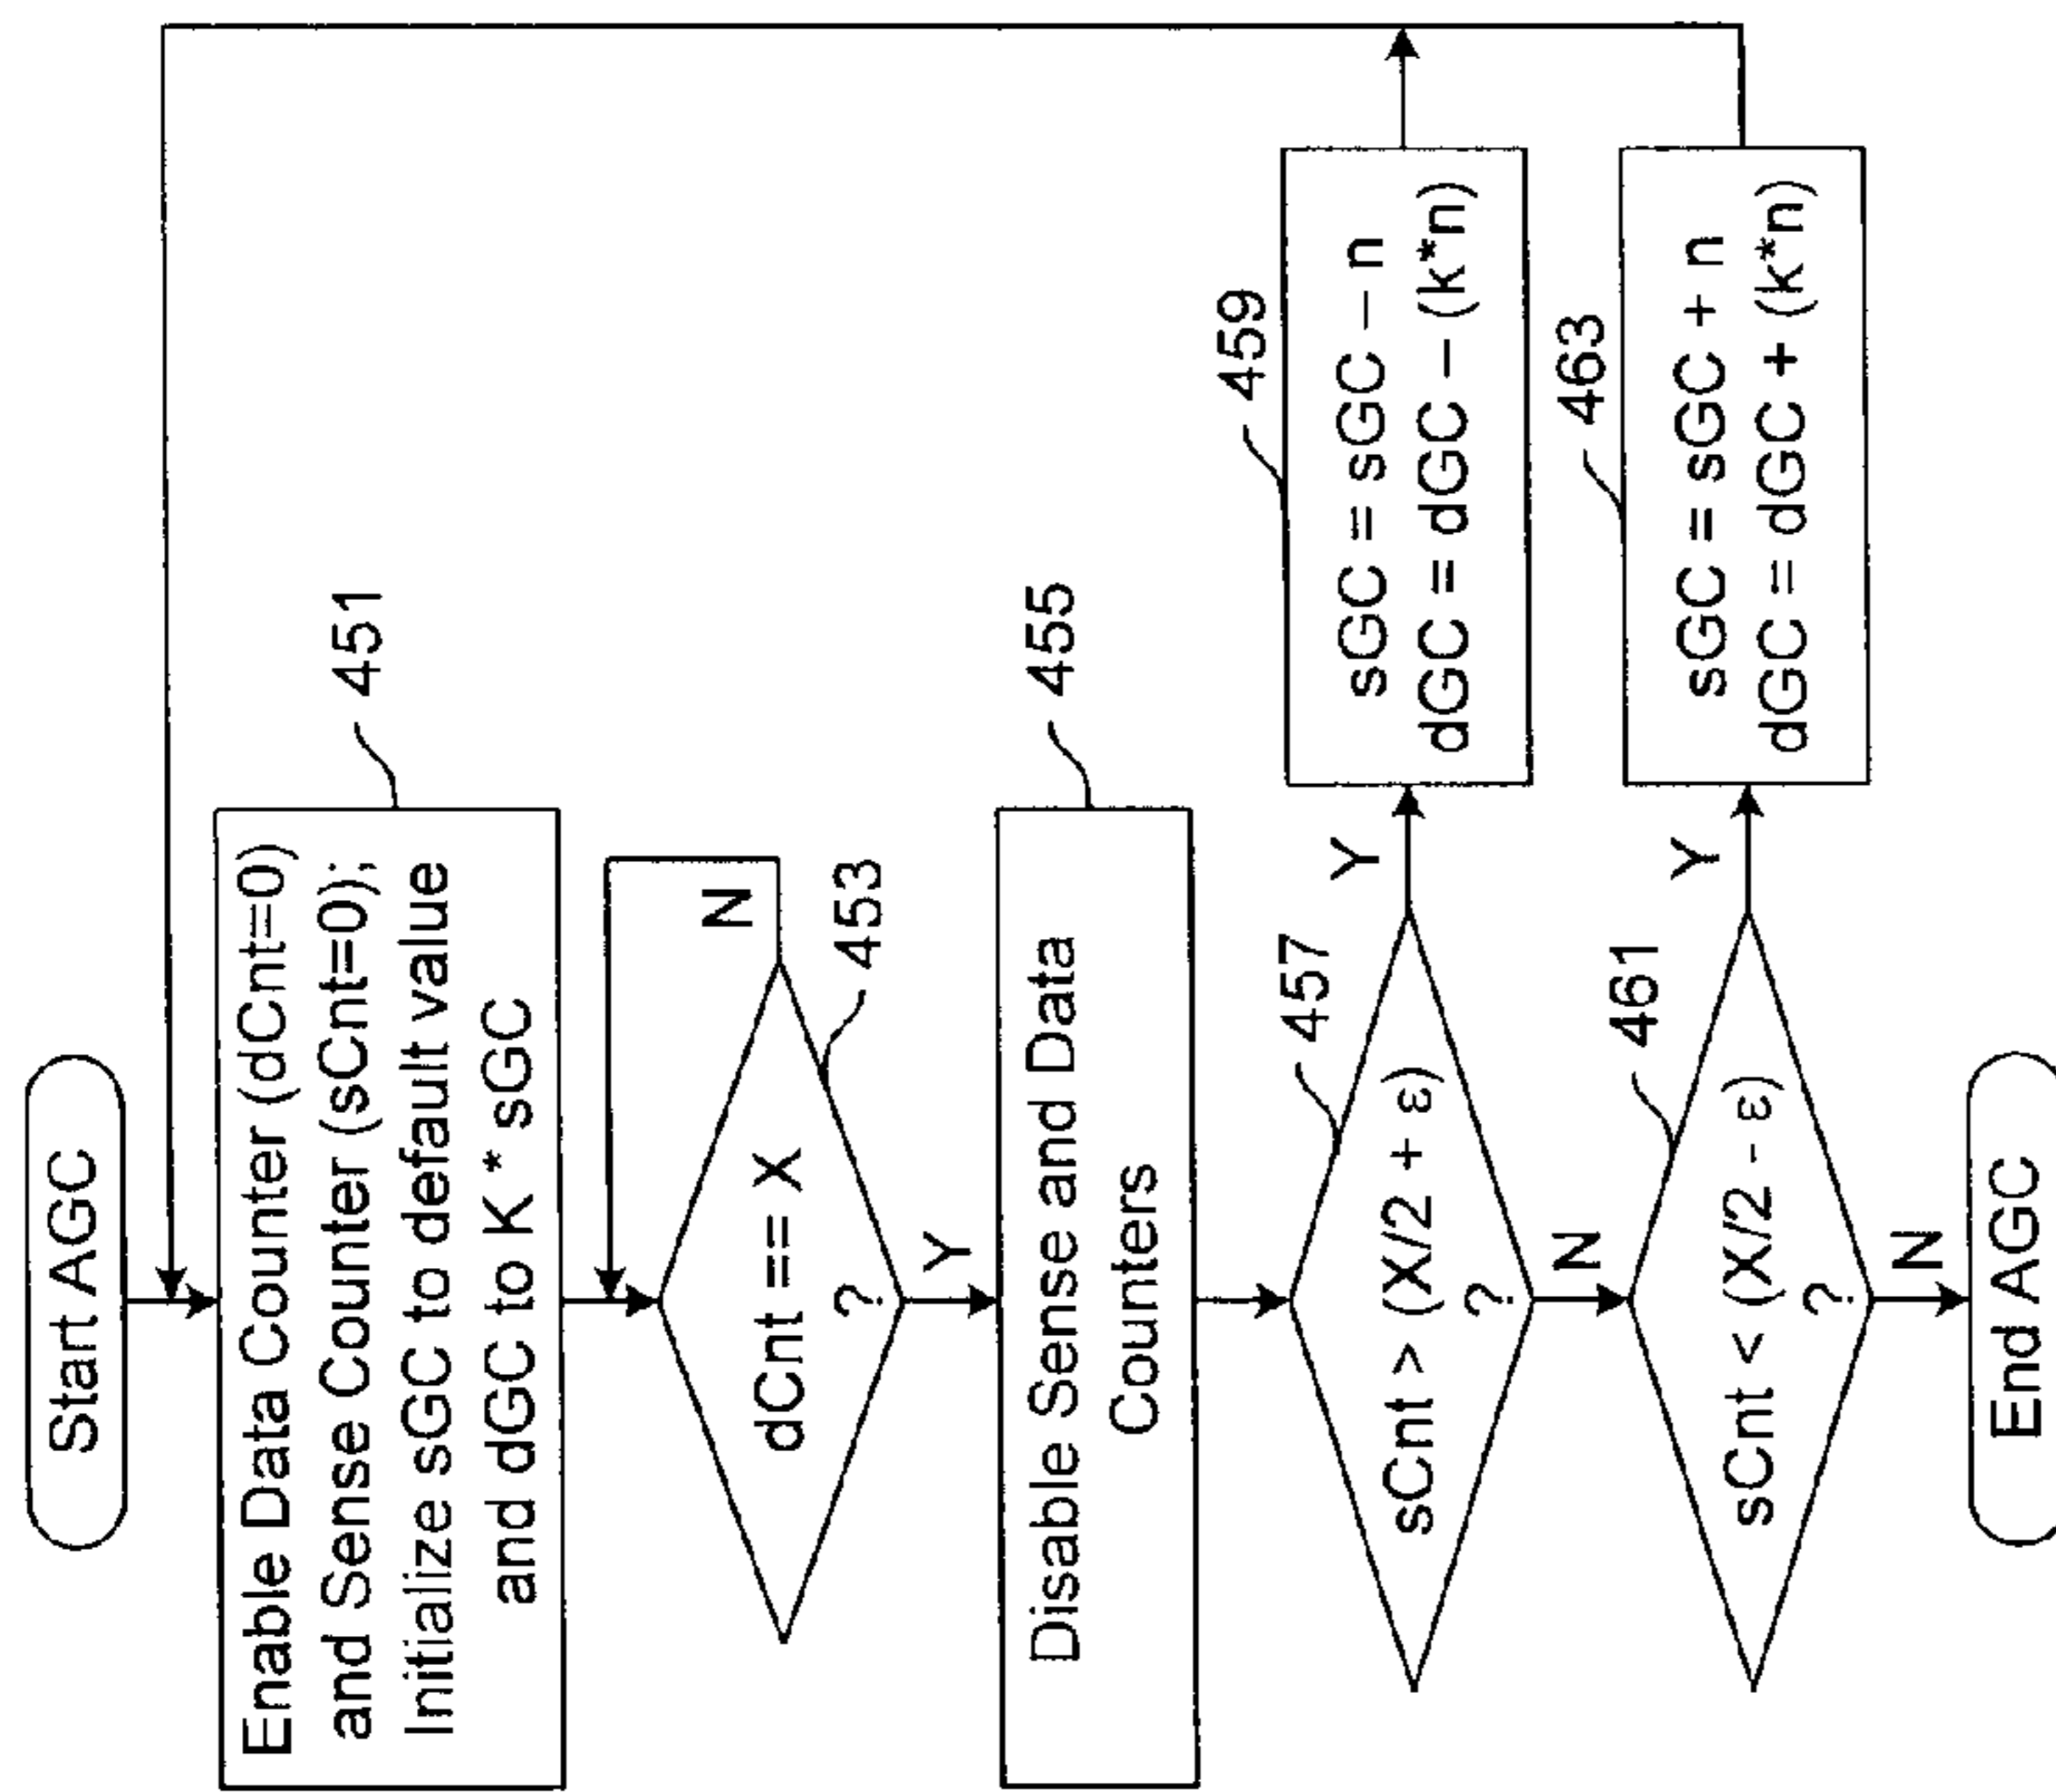 Start AGC
Enable Data Counter (dCnt=0)
and Sense Counter (sCnt=0);
Initialize sGC to default value
and dGC to K * sGC
451
N
dCnt == X
?
453
Y
Disable Sense and Data
Counters
455
sCnt > (X/2 + ε)
?
457
Y
sGC = sGC – n
dGC = dGC – (k*n)
459
N
sCnt < (X/2 - ε)
?
461
Y
sGC = sGC + n
dGC = dGC + (k*n)
463
N
End AGC